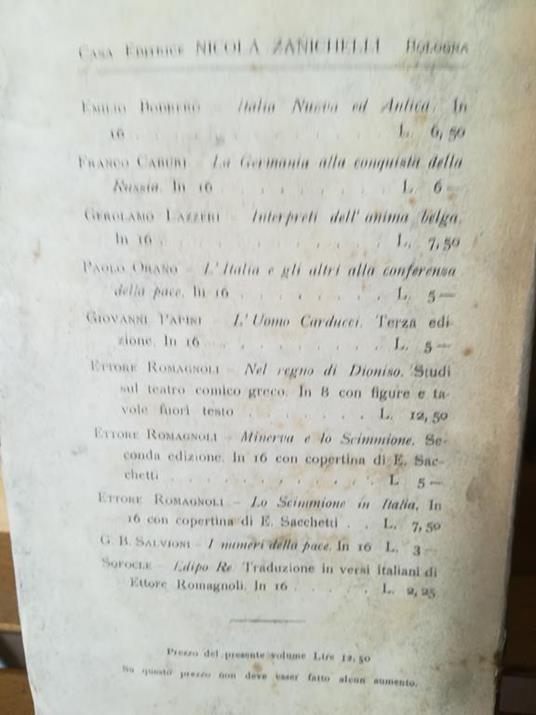 Casa Editrice NICOLA ZANICHELLI Bologna
Emilio Bodrero – Italia Nuova ed Antica. In
16 . . . . . . . . . L. 6,50
Franco Caburi – La Germania alla conquista della
Russia. In 16 . . . . . . . L. 6 —
Gerolamo Lazzeri – Interpreti dell'anima belga.
In 16 . . . . . . . . . L. 7,50
Paolo Orano – L'Italia e gli altri alla conferenza
della pace. In 16 . . . . . . L. 5 —
Giovanni Papini – L'Uomo Carducci. Terza edi-
zione. In 16 . . . . . . . L. 5 —
Ettore Romagnoli – Nel regno di Dioniso. Studi
sul teatro comico greco. In 8 con figure e ta-
vole fuori testo . . . . . . L. 12,50
Ettore Romagnoli – Minerva e lo Scimmione. Se-
conda edizione. In 16 con copertina di E. Sac-
chetti . . . . . . . . . L 5 —
Ettore Romagnoli – Lo Scimmione in Italia. In
16 con copertina di E. Sacchetti . . L. 7,50
G. B. Salvioni – I numeri della pace. In 16 L. 3 —
Sofocle – Edipo Re. Traduzione in versi italiani di
Ettore Romagnoli. In 16 . . . . L. 2,25
Prezzo del presente volume Lire 12,50
Su questo prezzo non deve esser fatto alcun aumento.